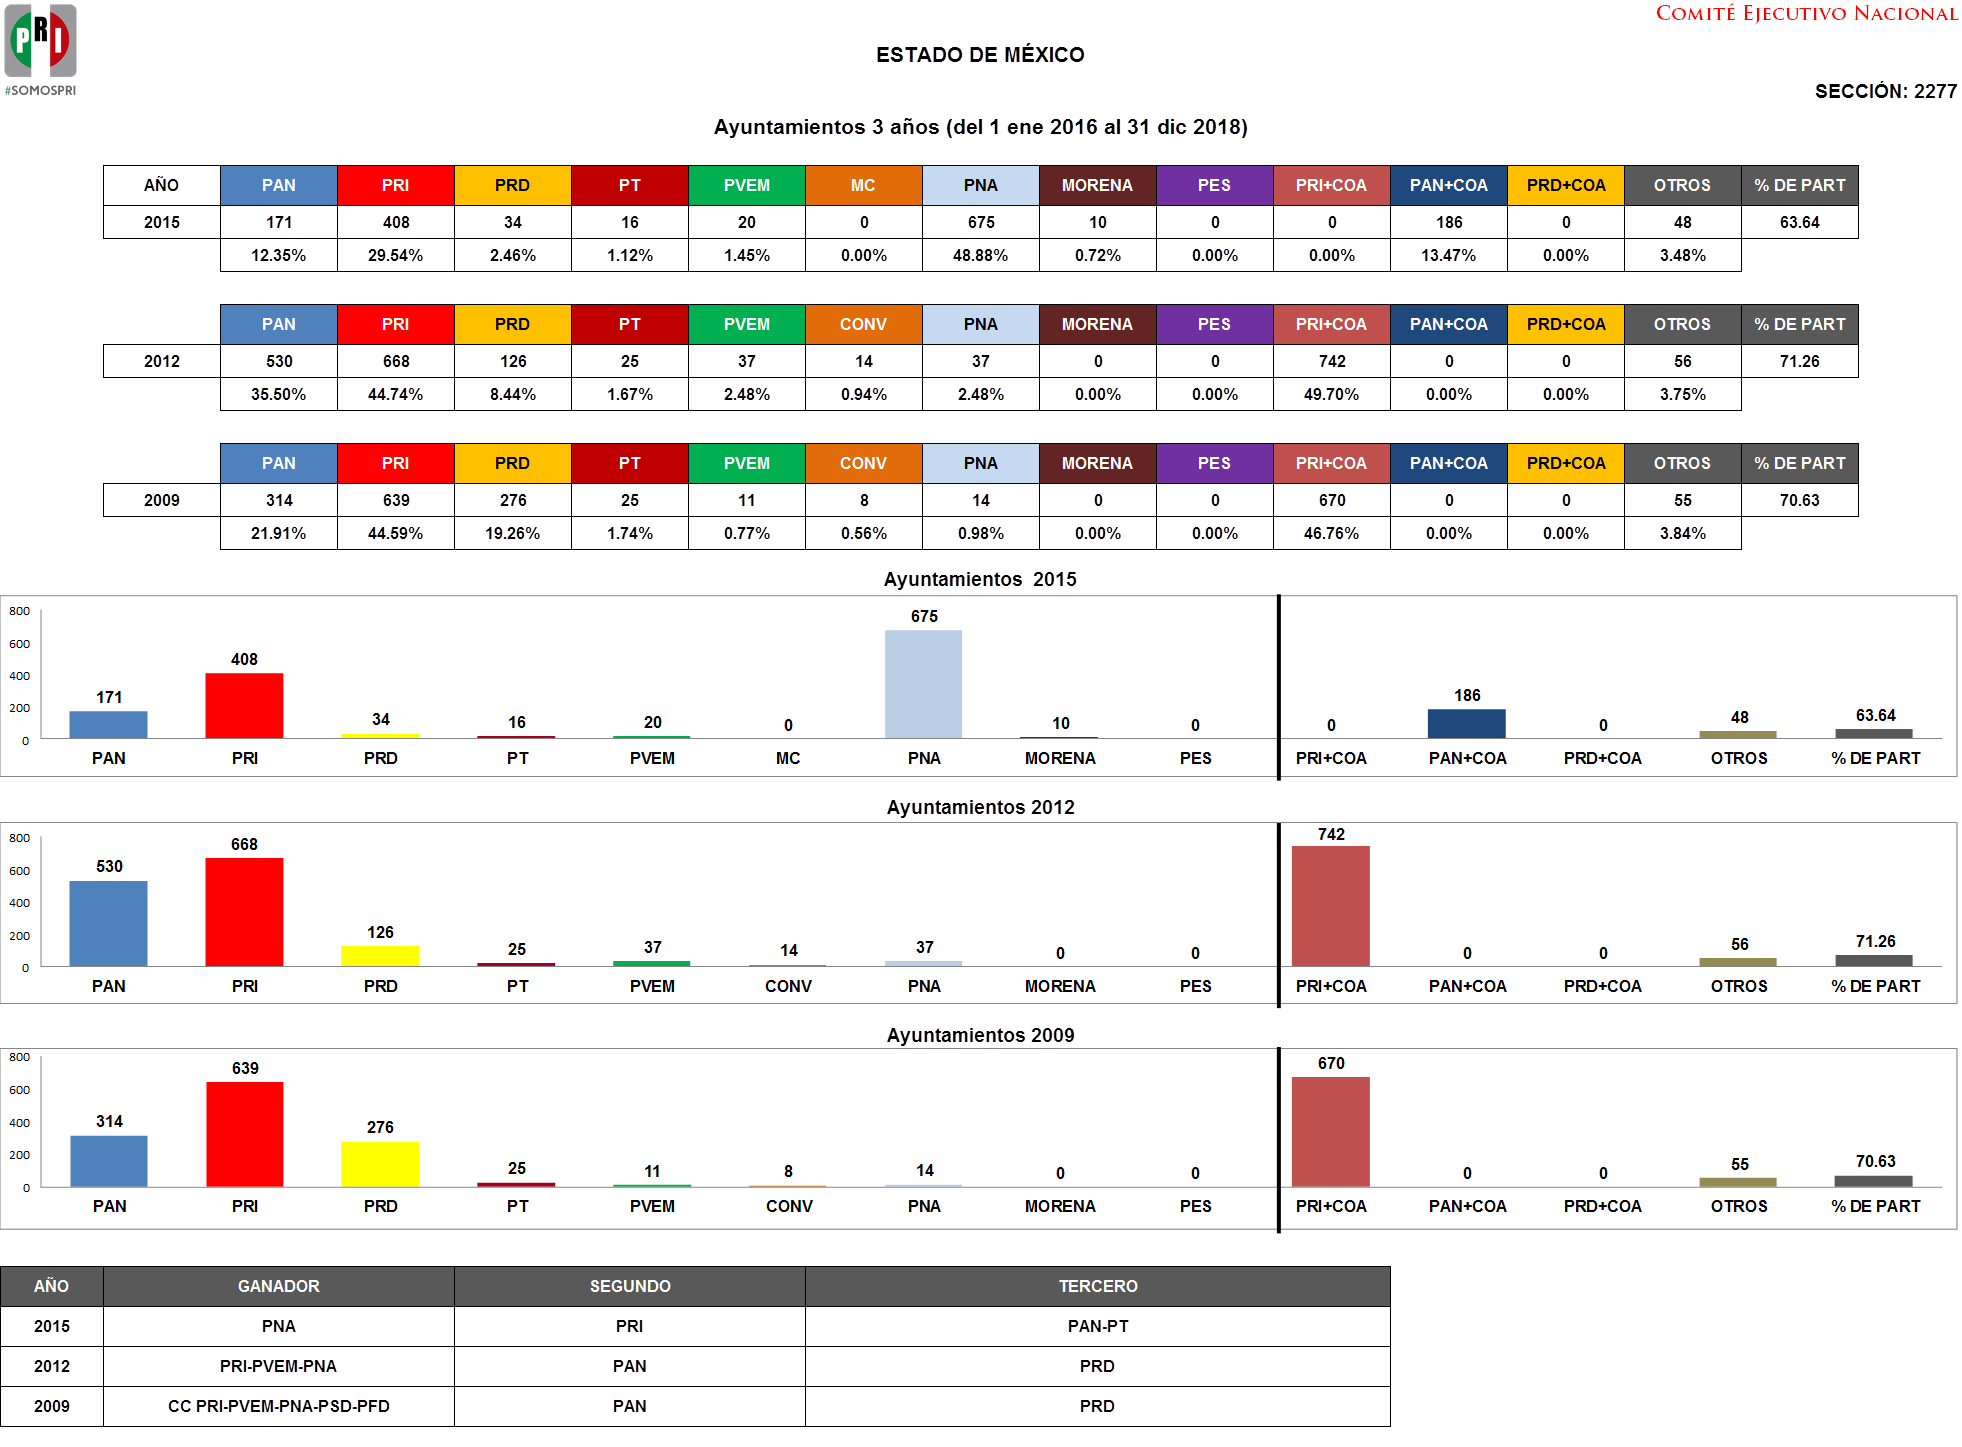 PRI
#SOMOSPRI
COMITÉ EJECUTIVO NACIONAL
ESTADO DE MÉXICO
SECCIÓN: 2277
Ayuntamientos 3 años (del 1 ene 2016 al 31 dic 2018)
AÑO PAN PRI PRD PT PVEM MC PNA MORENA PES PRI+COA PAN+COA PRD+COA OTROS % DE PART
2015 171 408 34 16 20 0 675 10 0 0 186 0 48 63.64
12.35% 29.54% 2.46% 1.12% 1.45% 0.00% 48.88% 0.72% 0.00% 0.00% 13.47% 0.00% 3.48%
PAN PRI PRD PT PVEM CONV PNA MORENA PES PRI+COA PAN+COA PRD+COA OTROS % DE PART
2012 530 668 126 25 37 14 37 0 0 742 0 0 56 71.26
35.50% 44.74% 8.44% 1.67% 2.48% 0.94% 2.48% 0.00% 0.00% 49.70% 0.00% 0.00% 3.75%
PAN PRI PRD PT PVEM CONV PNA MORENA PES PRI+COA PAN+COA PRD+COA OTROS % DE PART
2009 314 639 276 25 11 8 14 0 0 670 0 0 55 70.63
21.91% 44.59% 19.26% 1.74% 0.77% 0.56% 0.98% 0.00% 0.00% 46.76% 0.00% 0.00% 3.84%
Ayuntamientos 2015
800
600
400
200
0
171 408 34 16 20 0 675 10 0 0 186 0 48 63.64
PAN PRI PRD PT PVEM MC PNA MORENA PES PRI+COA PAN+COA PRD+COA OTROS % DE PART
Ayuntamientos 2012
800
600
400
200
0
530 668 126 25 37 14 37 0 0 742 0 0 56 71.26
PAN PRI PRD PT PVEM CONV PNA MORENA PES PRI+COA PAN+COA PRD+COA OTROS % DE PART
Ayuntamientos 2009
800
600
400
200
0
314 639 276 25 11 8 14 0 0 670 0 0 55 70.63
PAN PRI PRD PT PVEM CONV PNA MORENA PES PRI+COA PAN+COA PRD+COA OTROS % DE PART
AÑO GANADOR SEGUNDO TERCERO
2015 PNA PRI PAN-PT
2012 PRI-PVEM-PNA PAN PRD
2009 CC PRI-PVEM-PNA-PSD-PFD PAN PRD